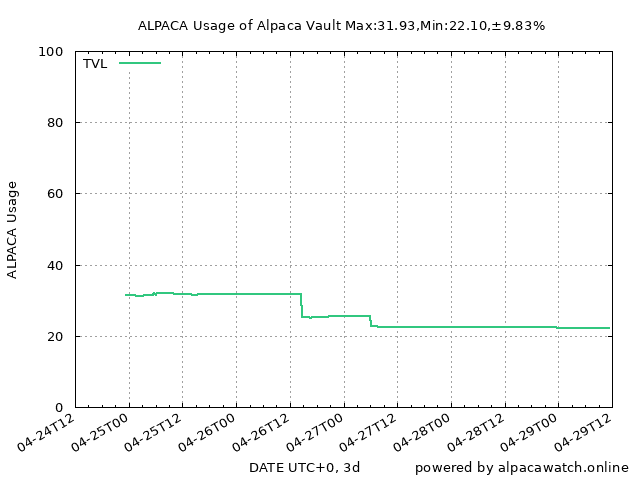 ALPACA Usage of Alpaca Vault Max:31.93,Min:22.10,±9.83%
TVL
ALPACA Usage
100
80
60
40
20
0
04-24T12
04-25T00
04-25T12
04-26T00
04-26T12
04-27T00
04-27T12
04-28T00
04-28T12
04-29T00
04-29T12
DATE UTC+0, 3d
powered by alpacawatch.online